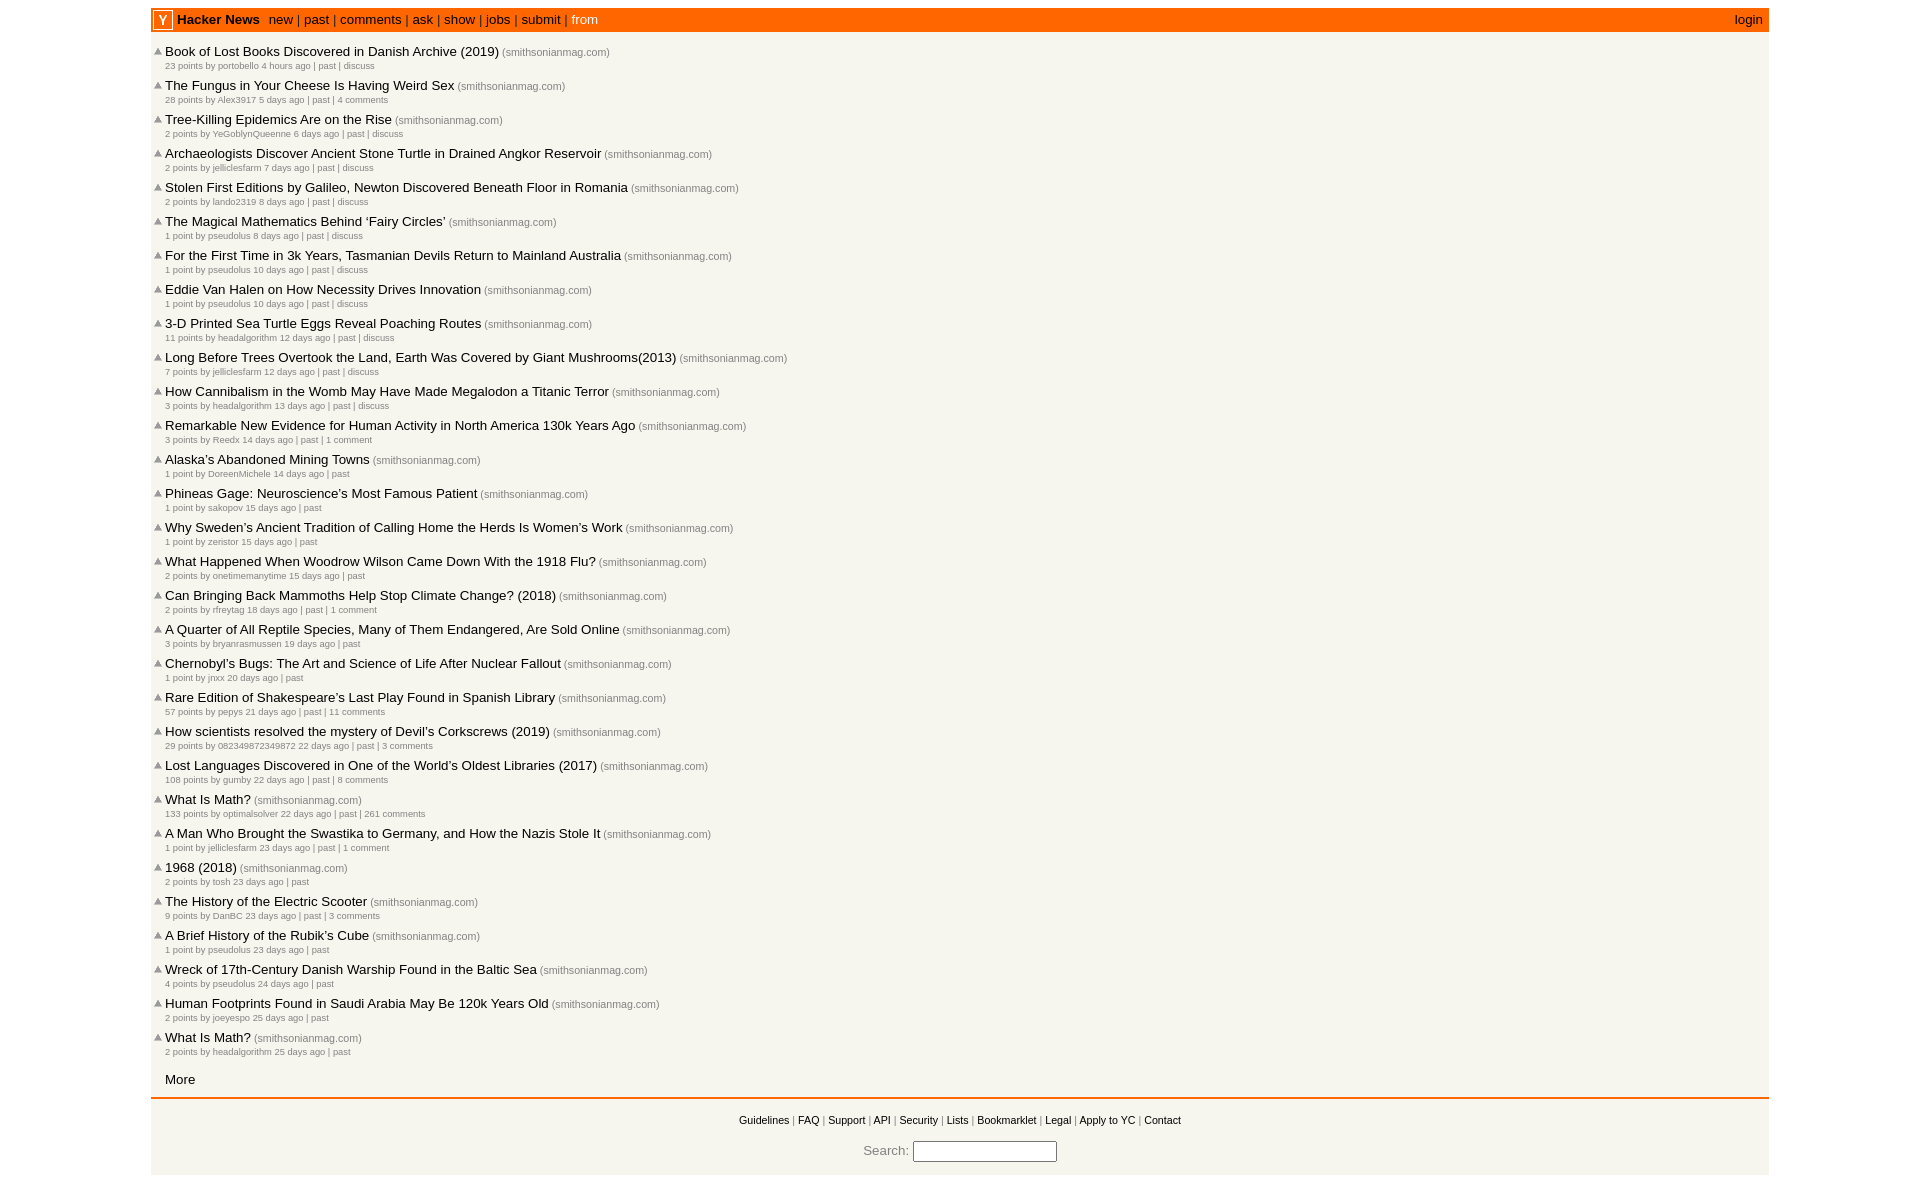 Y Hacker News new | past | comments | ask | show | jobs | submit | from login
Book of Lost Books Discovered in Danish Archive (2019) (smithsonianmag.com)
23 points by portobello 4 hours ago | past | discuss
The Fungus in Your Cheese Is Having Weird Sex (smithsonianmag.com)
28 points by Alex3917 5 days ago | past | 4 comments
Tree-Killing Epidemics Are on the Rise (smithsonianmag.com)
2 points by YeGoblynQueenne 6 days ago | past | discuss
Archaeologists Discover Ancient Stone Turtle in Drained Angkor Reservoir (smithsonianmag.com)
2 points by jelliclesfarm 7 days ago | past | discuss
Stolen First Editions by Galileo, Newton Discovered Beneath Floor in Romania (smithsonianmag.com)
2 points by lando2319 8 days ago | past | discuss
The Magical Mathematics Behind ‘Fairy Circles’ (smithsonianmag.com)
1 point by pseudolus 8 days ago | past | discuss
For the First Time in 3k Years, Tasmanian Devils Return to Mainland Australia (smithsonianmag.com)
1 point by pseudolus 10 days ago | past | discuss
Eddie Van Halen on How Necessity Drives Innovation (smithsonianmag.com)
1 point by pseudolus 10 days ago | past | discuss
3-D Printed Sea Turtle Eggs Reveal Poaching Routes (smithsonianmag.com)
11 points by headalgorithm 12 days ago | past | discuss
Long Before Trees Overtook the Land, Earth Was Covered by Giant Mushrooms(2013) (smithsonianmag.com)
7 points by jelliclesfarm 12 days ago | past | discuss
How Cannibalism in the Womb May Have Made Megalodon a Titanic Terror (smithsonianmag.com)
3 points by headalgorithm 13 days ago | past | discuss
Remarkable New Evidence for Human Activity in North America 130k Years Ago (smithsonianmag.com)
3 points by Reedx 14 days ago | past | 1 comment
Alaska’s Abandoned Mining Towns (smithsonianmag.com)
1 point by DoreenMichele 14 days ago | past
Phineas Gage: Neuroscience’s Most Famous Patient (smithsonianmag.com)
1 point by sakopov 15 days ago | past
Why Sweden’s Ancient Tradition of Calling Home the Herds Is Women’s Work (smithsonianmag.com)
1 point by zeristor 15 days ago | past
What Happened When Woodrow Wilson Came Down With the 1918 Flu? (smithsonianmag.com)
2 points by onetimemanytime 15 days ago | past
Can Bringing Back Mammoths Help Stop Climate Change? (2018) (smithsonianmag.com)
2 points by rfreytag 18 days ago | past | 1 comment
A Quarter of All Reptile Species, Many of Them Endangered, Are Sold Online (smithsonianmag.com)
3 points by bryanrasmussen 19 days ago | past
Chernobyl’s Bugs: The Art and Science of Life After Nuclear Fallout (smithsonianmag.com)
1 point by jnxx 20 days ago | past
Rare Edition of Shakespeare’s Last Play Found in Spanish Library (smithsonianmag.com)
57 points by pepys 21 days ago | past | 11 comments
How scientists resolved the mystery of Devil’s Corkscrews (2019) (smithsonianmag.com)
29 points by 082349872349872 22 days ago | past | 3 comments
Lost Languages Discovered in One of the World’s Oldest Libraries (2017) (smithsonianmag.com)
108 points by gumby 22 days ago | past | 8 comments
What Is Math? (smithsonianmag.com)
133 points by optimalsolver 22 days ago | past | 261 comments
A Man Who Brought the Swastika to Germany, and How the Nazis Stole It (smithsonianmag.com)
1 point by jelliclesfarm 23 days ago | past | 1 comment
1968 (2018) (smithsonianmag.com)
2 points by tosh 23 days ago | past
The History of the Electric Scooter (smithsonianmag.com)
9 points by DanBC 23 days ago | past | 3 comments
A Brief History of the Rubik’s Cube (smithsonianmag.com)
1 point by pseudolus 23 days ago | past
Wreck of 17th-Century Danish Warship Found in the Baltic Sea (smithsonianmag.com)
4 points by pseudolus 24 days ago | past
Human Footprints Found in Saudi Arabia May Be 120k Years Old (smithsonianmag.com)
2 points by joeyespo 25 days ago | past
What Is Math? (smithsonianmag.com)
2 points by headalgorithm 25 days ago | past
More
Guidelines | FAQ | Support | API | Security | Lists | Bookmarklet | Legal | Apply to YC | Contact
Search: